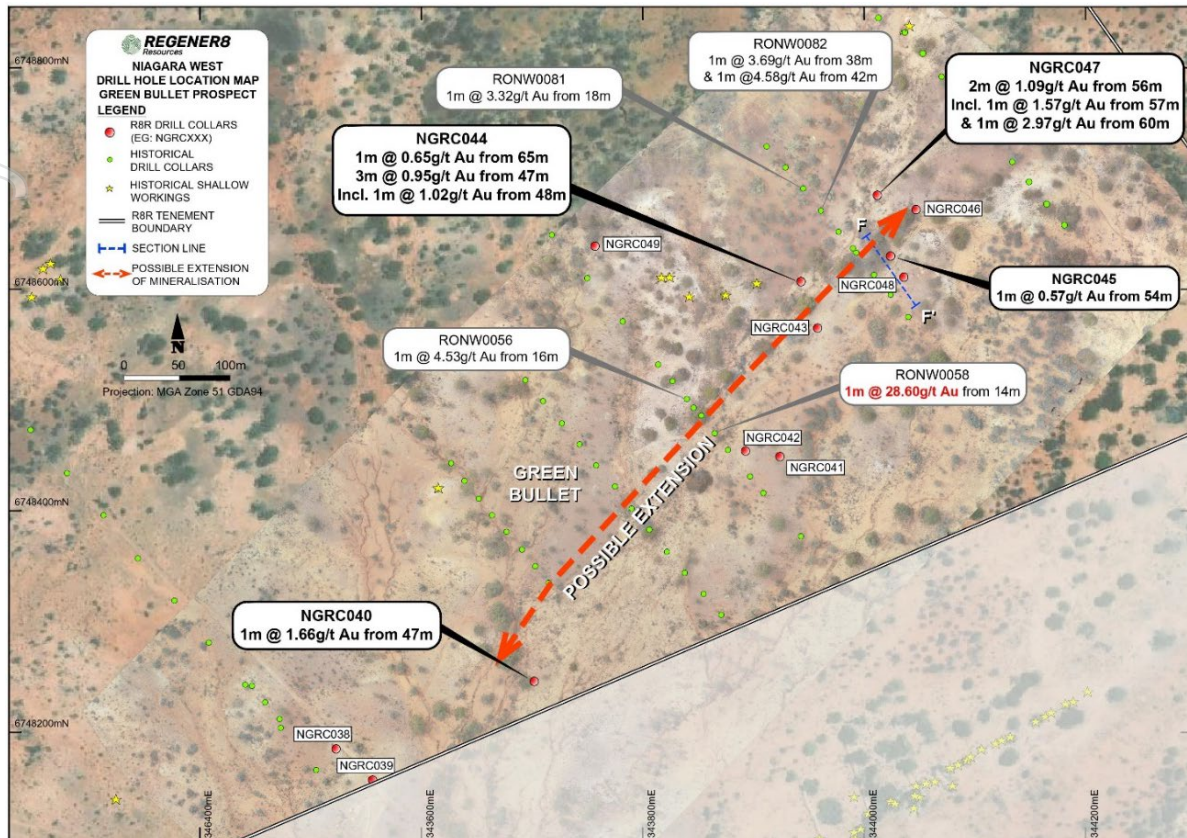 REGENER8
Resources
NIAGARA WEST
DRILL HOLE LOCATION MAP
GREEN BULLET PROSPECT
LEGEND
R8R DRILL COLLARS
(EG: NGRCXXX)
HISTORICAL
DRILL COLLARS
HISTORICAL SHALLOW
WORKINGS
R8R TENEMENT
BOUNDARY
SECTION LINE
POSSIBLE EXTENSION
OF MINERALISATION
N
0 50 100m
Projection: MGA Zone 51 GDA94
6748800mN
6748600mN
6748400mN
6748200mN
RONW0081
1m @ 3.32g/t Au from 18m
RONW0082
1m @ 3.69g/t Au from 38m
& 1m @4.58g/t Au from 42m
NGRC047
2m @ 1.09g/t Au from 56m
Incl. 1m @ 1.57g/t Au from 57m
& 1m @ 2.97g/t Au from 60m
NGRC044
1m @ 0.65g/t Au from 65m
3m @ 0.95g/t Au from 47m
Incl. 1m @ 1.02g/t Au from 48m
NGRC046
NGRC049
F
NGRC048
F'
NGRC045
1m @ 0.57g/t Au from 54m
NGRC043
RONW0056
1m @ 4.53g/t Au from 16m
RONW0058
1m @ 28.60g/t Au from 14m
NGRC042
NGRC041
GREEN
BULLET
POSSIBLE EXTENSION
NGRC040
1m @ 1.66g/t Au from 47m
NGRC038
NGRC039
346400mE
343600mE
343800mE
344000mE
344200mE